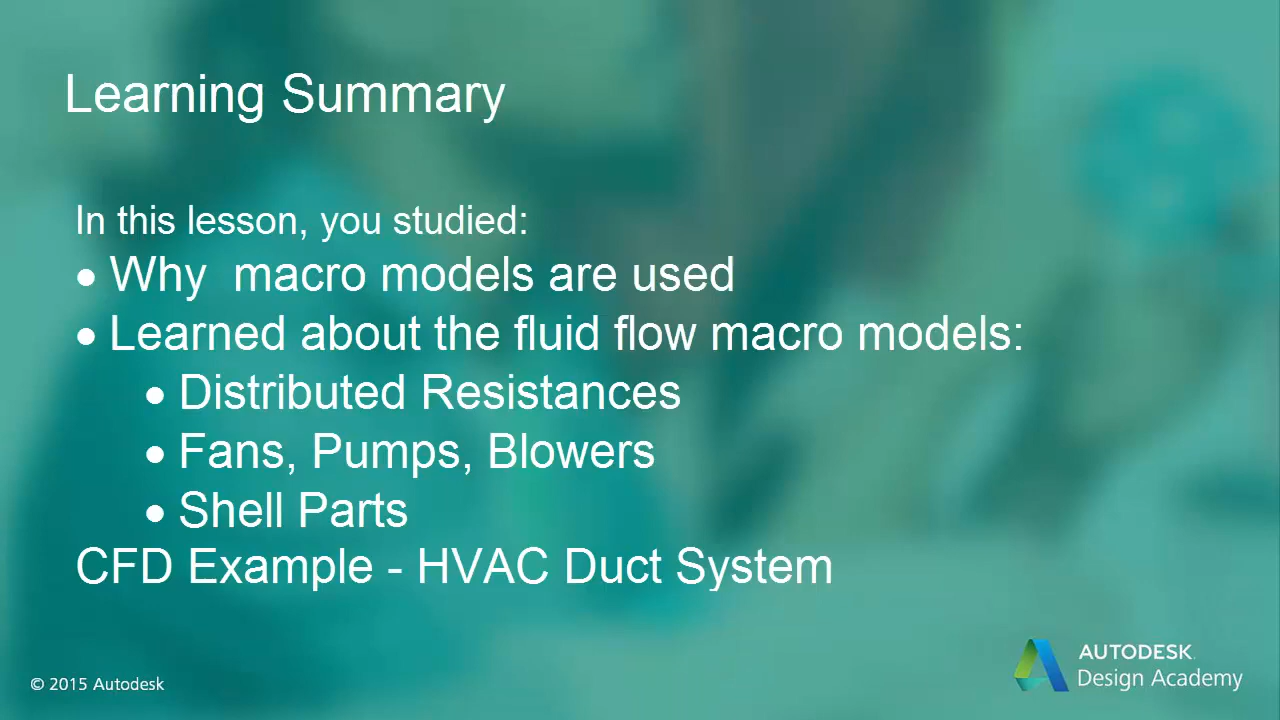 Learning Summary
In this lesson, you studied:
• Why  macro models are used
• Learned about the fluid flow macro models:
• Distributed Resistances
• Fans, Pumps, Blowers
• Shell Parts
CFD Example - HVAC Duct System
AUTODESK.
Design Academy
© 2015 Autodesk